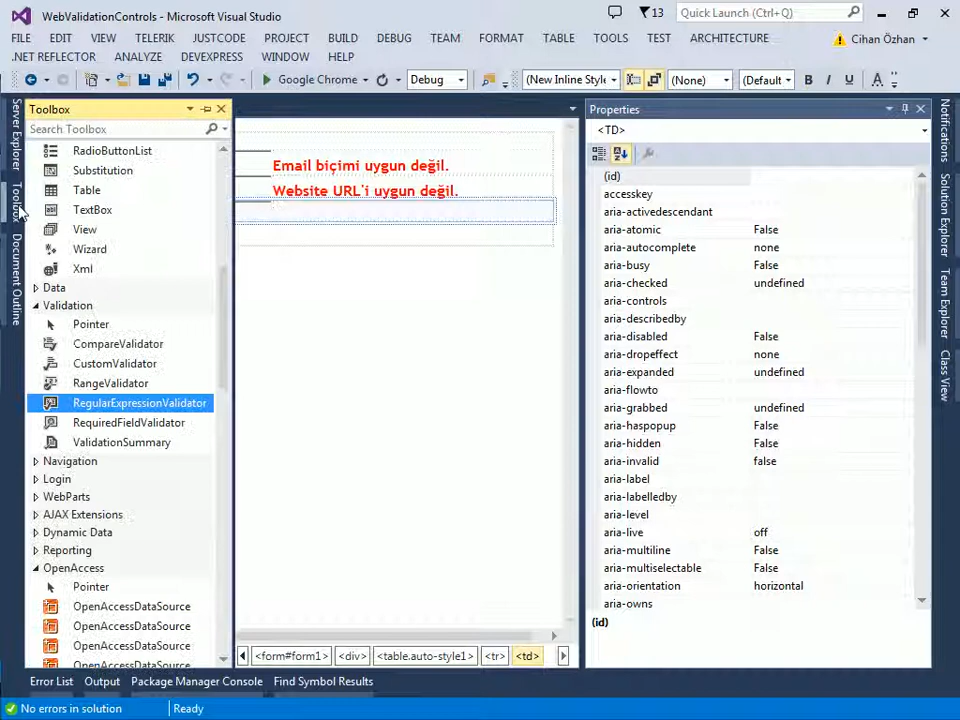 WebValidationControls - Microsoft Visual Studio
13
Quick Launch (Ctrl+Q)
FILE EDIT VIEW TELERIK JUSTCODE PROJECT BUILD DEBUG TEAM FORMAT TABLE TOOLS TEST ARCHITECTURE
Cihan Özhan
.NET REFLECTOR ANALYZE DEVEXPRESS WINDOW HELP
Google Chrome Debug (New Inline Style (None) (Default B I U A
Server Explorer
Toolbox
Document Outline
Toolbox
Search Toolbox
RadioButtonList
Substitution
Table
TextBox
View
Wizard
Xml
Data
Validation
Pointer
CompareValidator
CustomValidator
RangeValidator
RegularExpressionValidator
RequiredFieldValidator
ValidationSummary
Navigation
Login
WebParts
AJAX Extensions
Dynamic Data
Reporting
OpenAccess
Pointer
OpenAccessDataSource
OpenAccessDataSource
OpenAccessDataSource
OpenAccessDataSource
Email biçimi uygun değil.
Website URL'i uygun değil.
<form#form1> <div> <table.auto-style1> <tr> <td>
Properties
<TD>
(id)
accesskey
aria-activedescendant
aria-atomic False
aria-autocomplete none
aria-busy False
aria-checked undefined
aria-controls
aria-describedby
aria-disabled False
aria-dropeffect none
aria-expanded undefined
aria-flowto
aria-grabbed undefined
aria-haspopup False
aria-hidden False
aria-invalid false
aria-label
aria-labelledby
aria-level
aria-live off
aria-multiline False
aria-multiselectable False
aria-orientation horizontal
aria-owns
(id)
Notifications
Solution Explorer
Team Explorer
Class View
Error List Output Package Manager Console Find Symbol Results
No errors in solution Ready